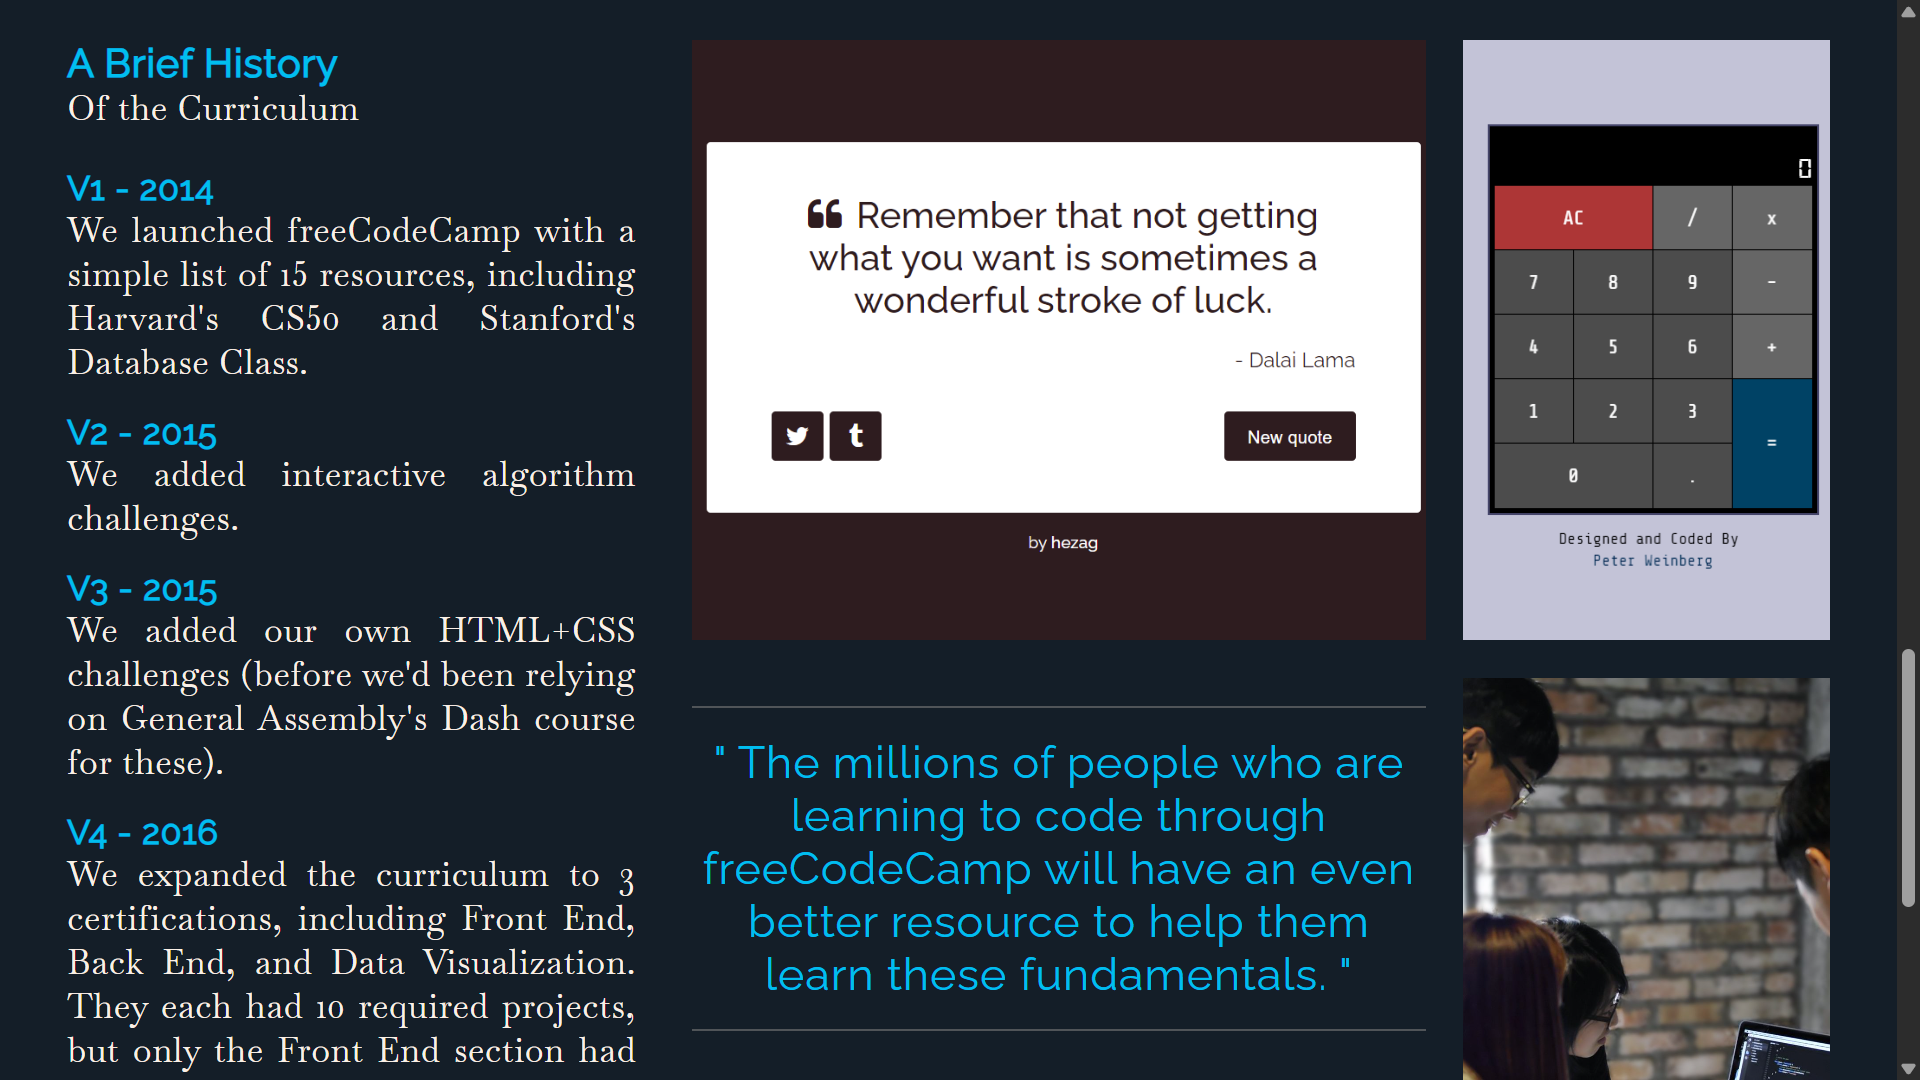 A Brief History
Of the Curriculum
V1 - 2014
We launched freeCodeCamp with a
simple list of 15 resources, including
Harvard's CS50 and Stanford's
Database Class.
V2 - 2015
We added interactive algorithm
challenges.
V3 - 2015
We added our own HTML+CSS
challenges (before we'd been relying
on General Assembly's Dash course
for these).
V4 - 2016
We expanded the curriculum to 3
certifications, including Front End,
Back End, and Data Visualization.
They each had 10 required projects,
but only the Front End section had
❝ Remember that not getting
what you want is sometimes a
wonderful stroke of luck.
- Dalai Lama
New quote
by hezag
" The millions of people who are
learning to code through
freeCodeCamp will have an even
better resource to help them
learn these fundamentals. "
0
AC / x
7 8 9 -
4 5 6 +
1 2 3 =
0 .
Designed and Coded By
Peter Weinberg